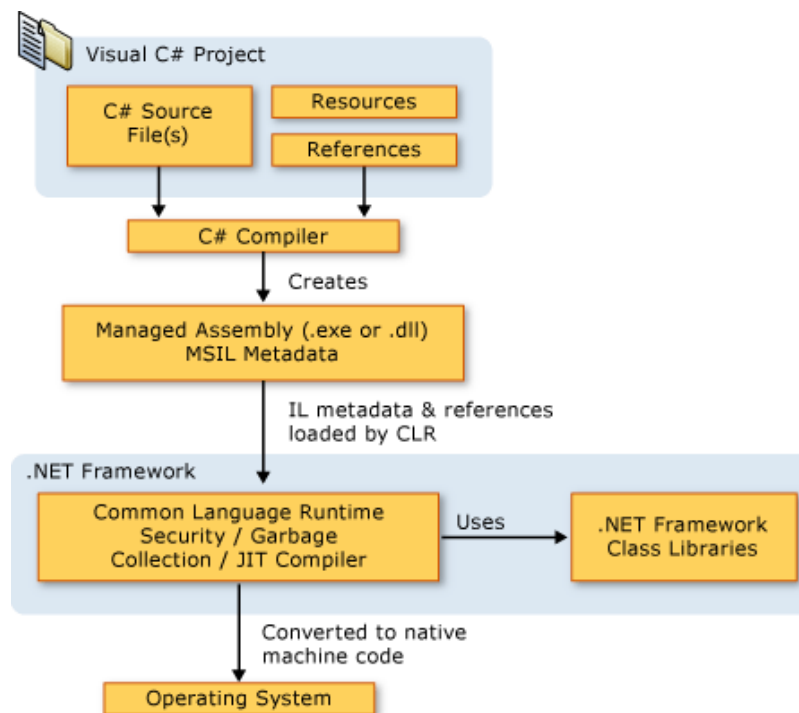 Visual C# Project
C# Source
File(s)
Resources
References
C# Compiler
Creates
Managed Assembly (.exe or .dll)
MSIL Metadata
IL metadata & references
loaded by CLR
.NET Framework
Common Language Runtime
Security / Garbage
Collection / JIT Compiler
Uses
.NET Framework
Class Libraries
Converted to native
machine code
Operating System